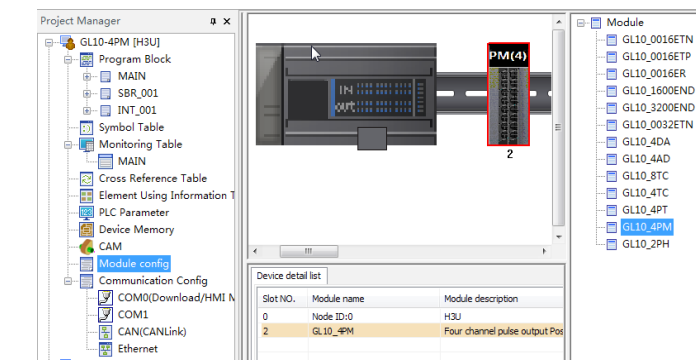 Project Manager
GL10-4PM [H3U]
Program Block
MAIN
SBR_001
INT_001
Symbol Table
Monitoring Table
MAIN
Cross Reference Table
Element Using Information T
PLC Parameter
Device Memory
CAM
Module config
Communication Config
COM0(Download/HMI M
COM1
CAN(CANLink)
Ethernet
IN
out
PM(4)
2
Device detail list
Slot NO. Module name Module description
0 Node ID:0 H3U
2 GL10_4PM Four channel pulse output Pos
Module
GL10_0016ETN
GL10_0016ETP
GL10_0016ER
GL10_1600END
GL10_3200END
GL10_0032ETN
GL10_4DA
GL10_4AD
GL10_8TC
GL10_4TC
GL10_4PT
GL10_4PM
GL10_2PH